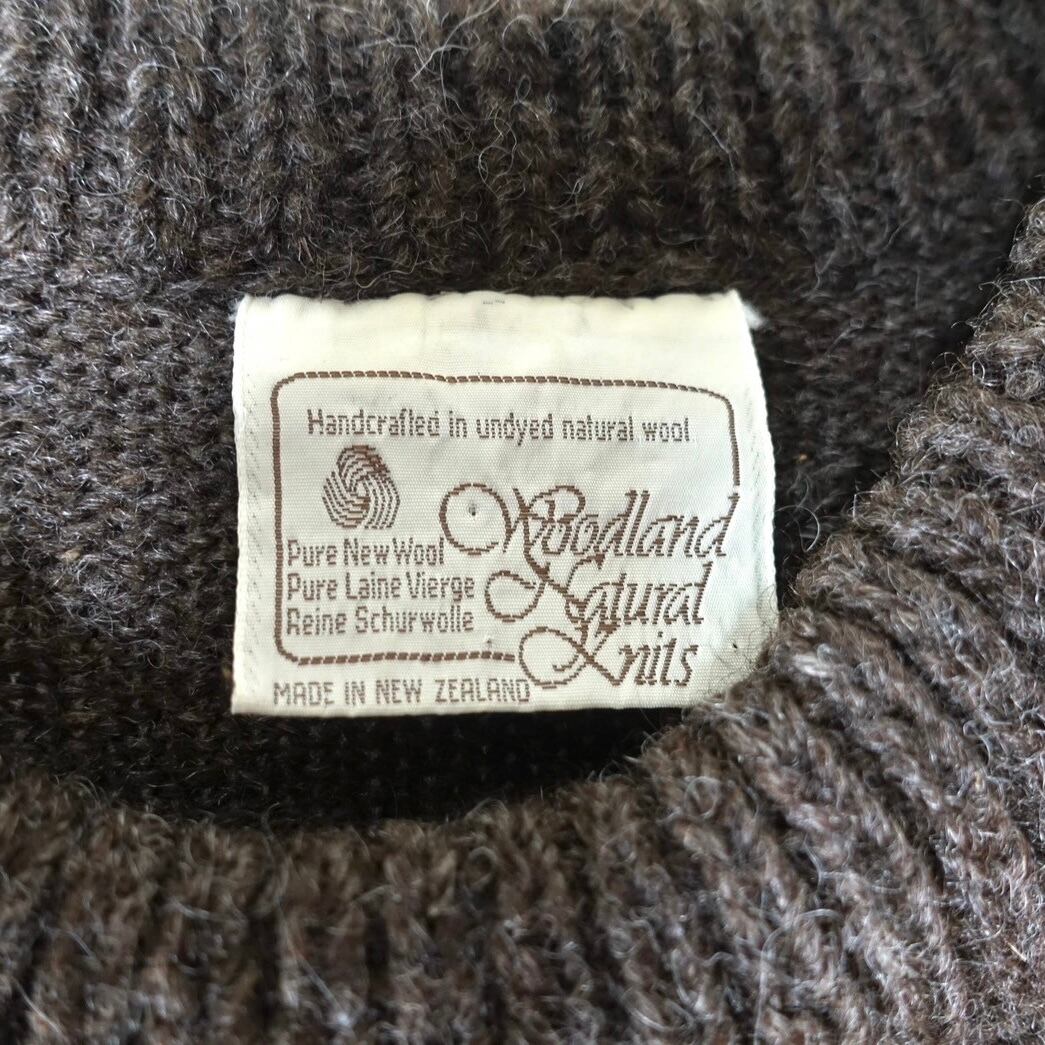 Handcrafted in undyed natural wool
Pure New Wool
Pure Laine Vierge
Reine Schurwolle
Woodland
Natural
Knits
MADE IN NEW ZEALAND